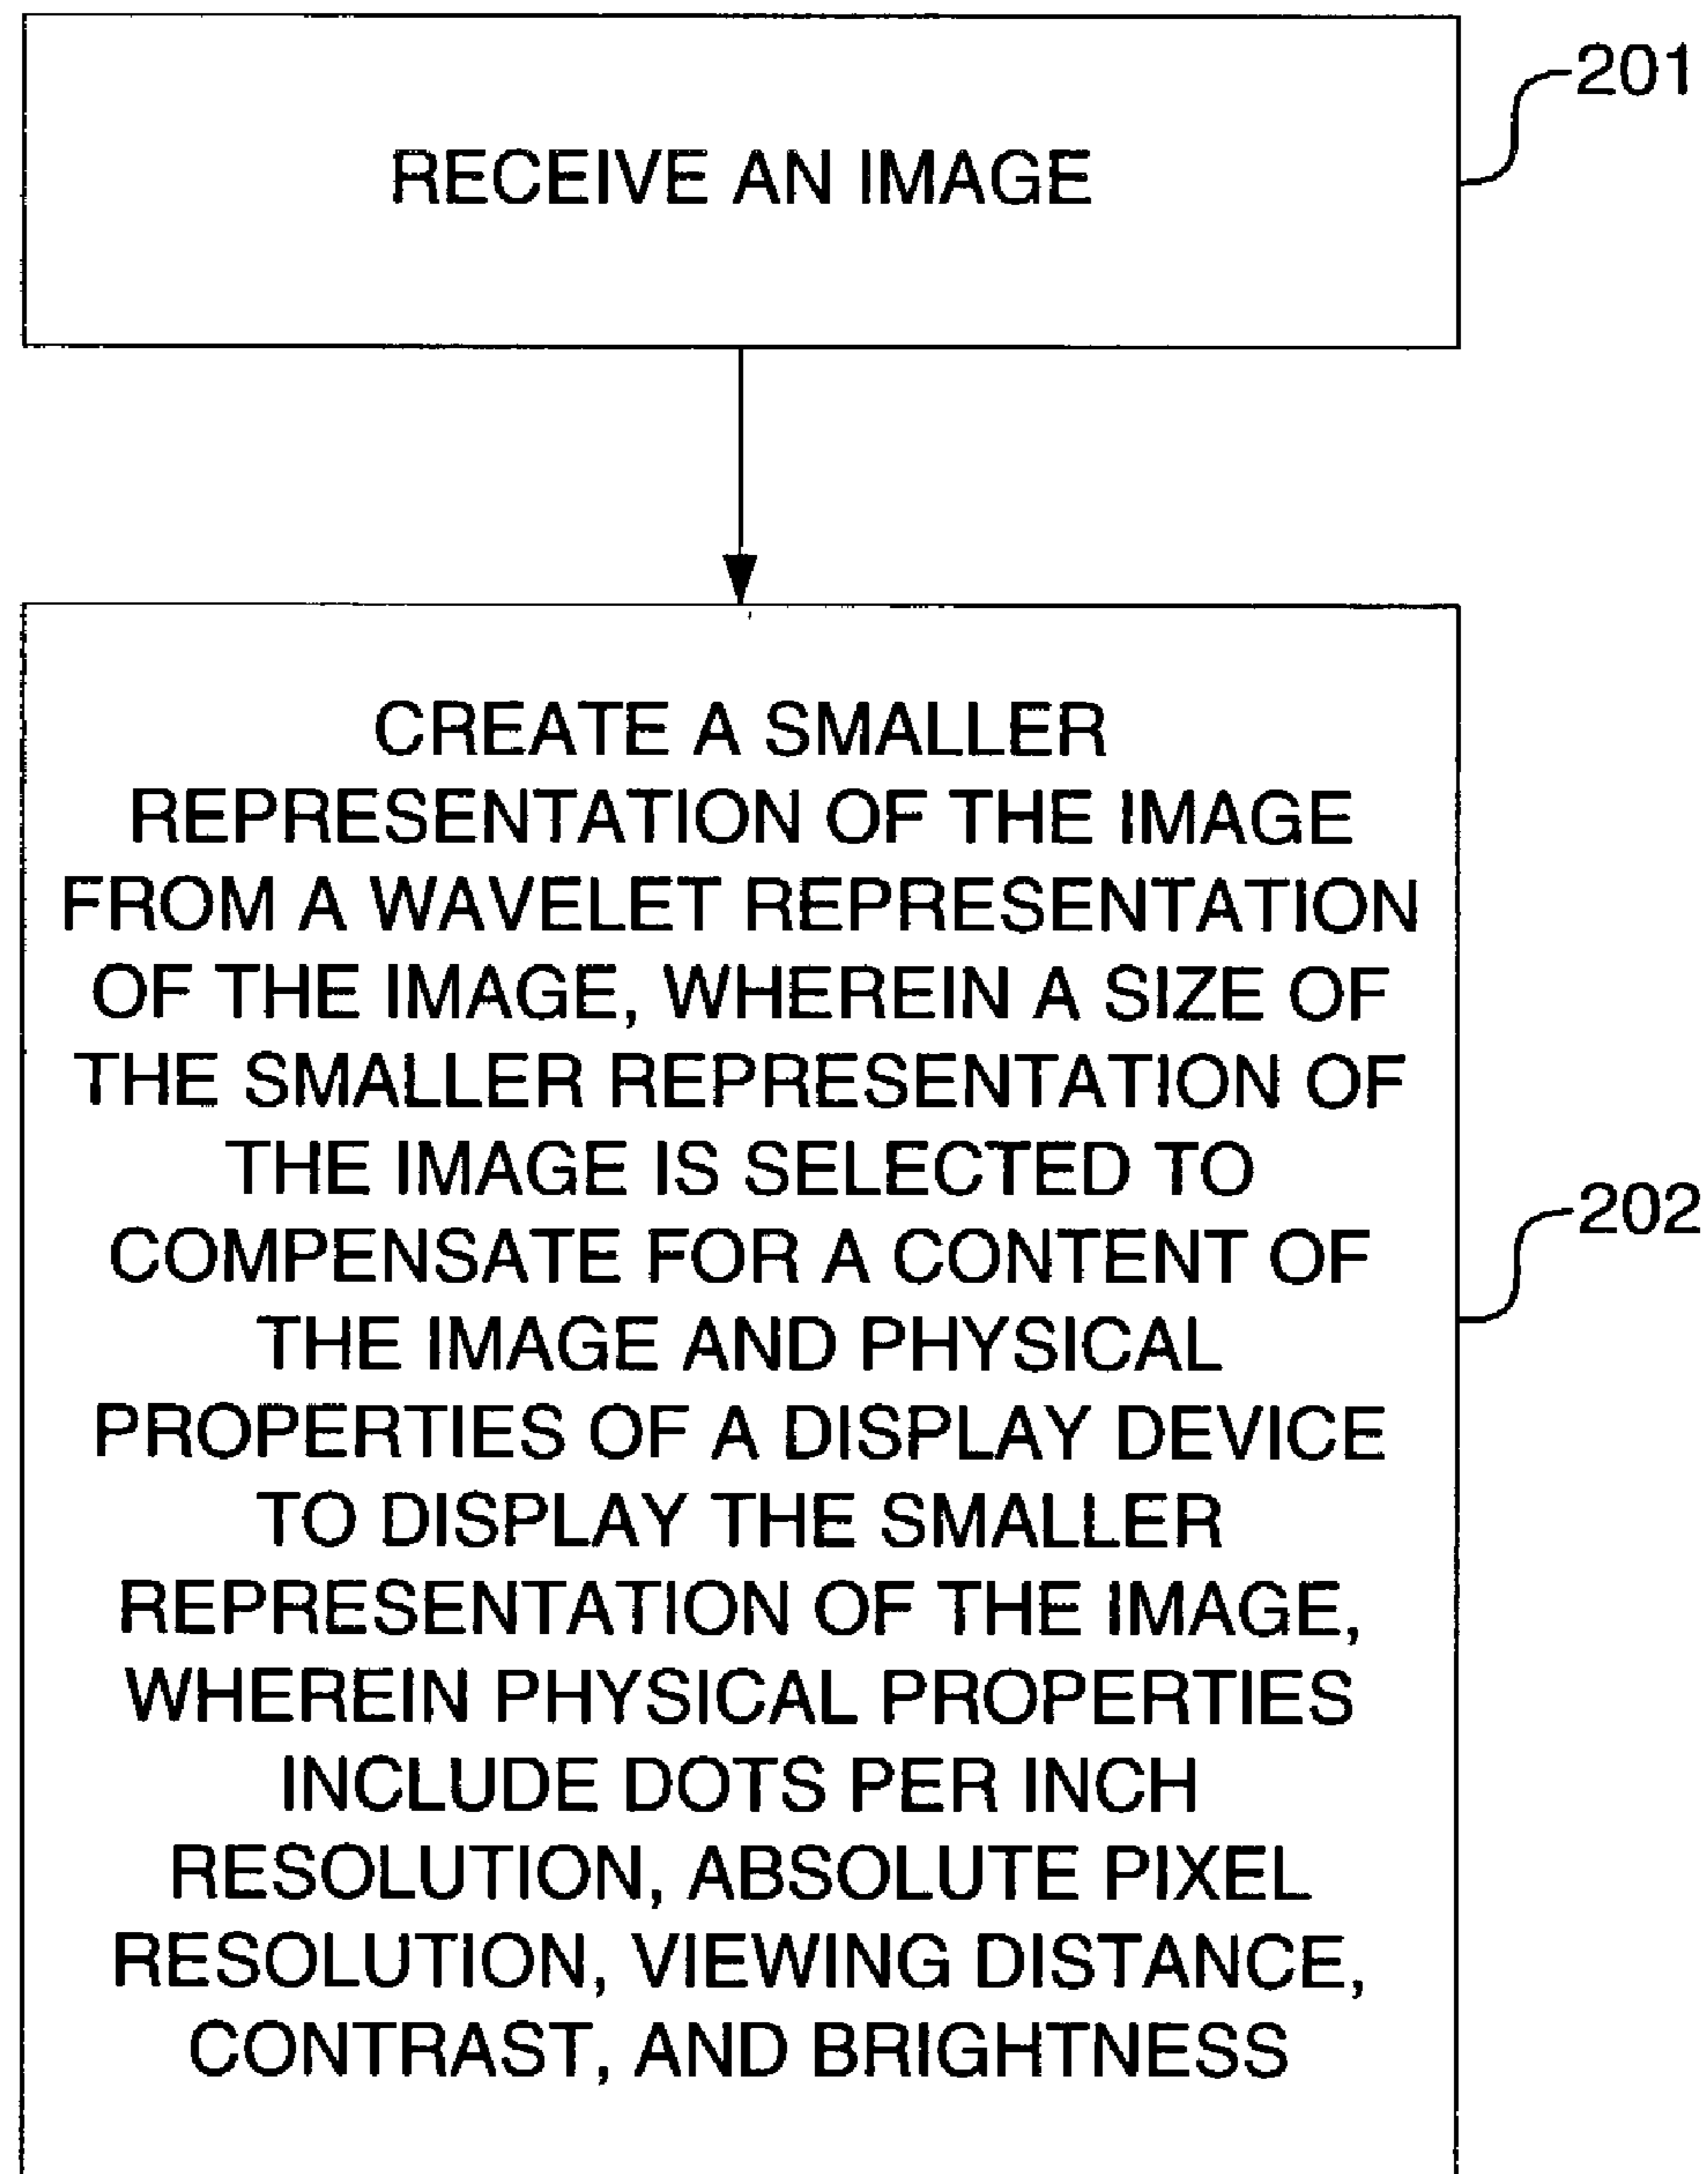 RECEIVE AN IMAGE
201
CREATE A SMALLER
REPRESENTATION OF THE IMAGE
FROM A WAVELET REPRESENTATION
OF THE IMAGE, WHEREIN A SIZE OF
THE SMALLER REPRESENTATION OF
THE IMAGE IS SELECTED TO
COMPENSATE FOR A CONTENT OF
THE IMAGE AND PHYSICAL
PROPERTIES OF A DISPLAY DEVICE
TO DISPLAY THE SMALLER
REPRESENTATION OF THE IMAGE,
WHEREIN PHYSICAL PROPERTIES
INCLUDE DOTS PER INCH
RESOLUTION, ABSOLUTE PIXEL
RESOLUTION, VIEWING DISTANCE,
CONTRAST, AND BRIGHTNESS
202